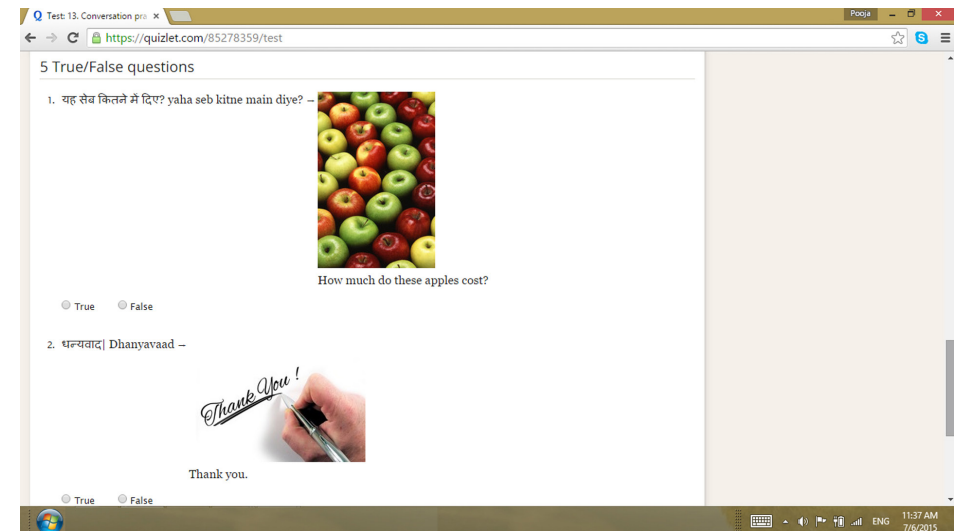 Test: 13. Conversation pra
Pooja
https://quizlet.com/85278359/test
5 True/False questions
1. यह सेब कितने में दिए? yaha seb kitne main diye? –
How much do these apples cost?
True False
2. धन्यवाद| Dhanyavaad –
Thank You !
Thank you.
True False
ENG
11:37 AM
7/6/2015